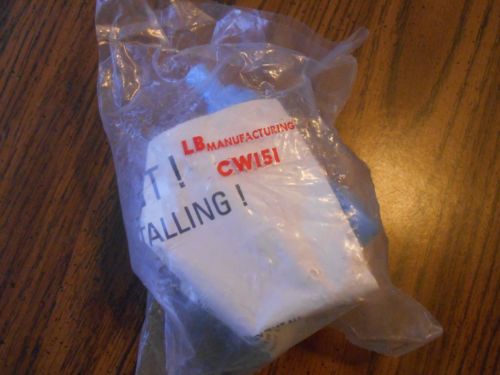 LB MANUFACTURING
CW151
T !
TALLING !